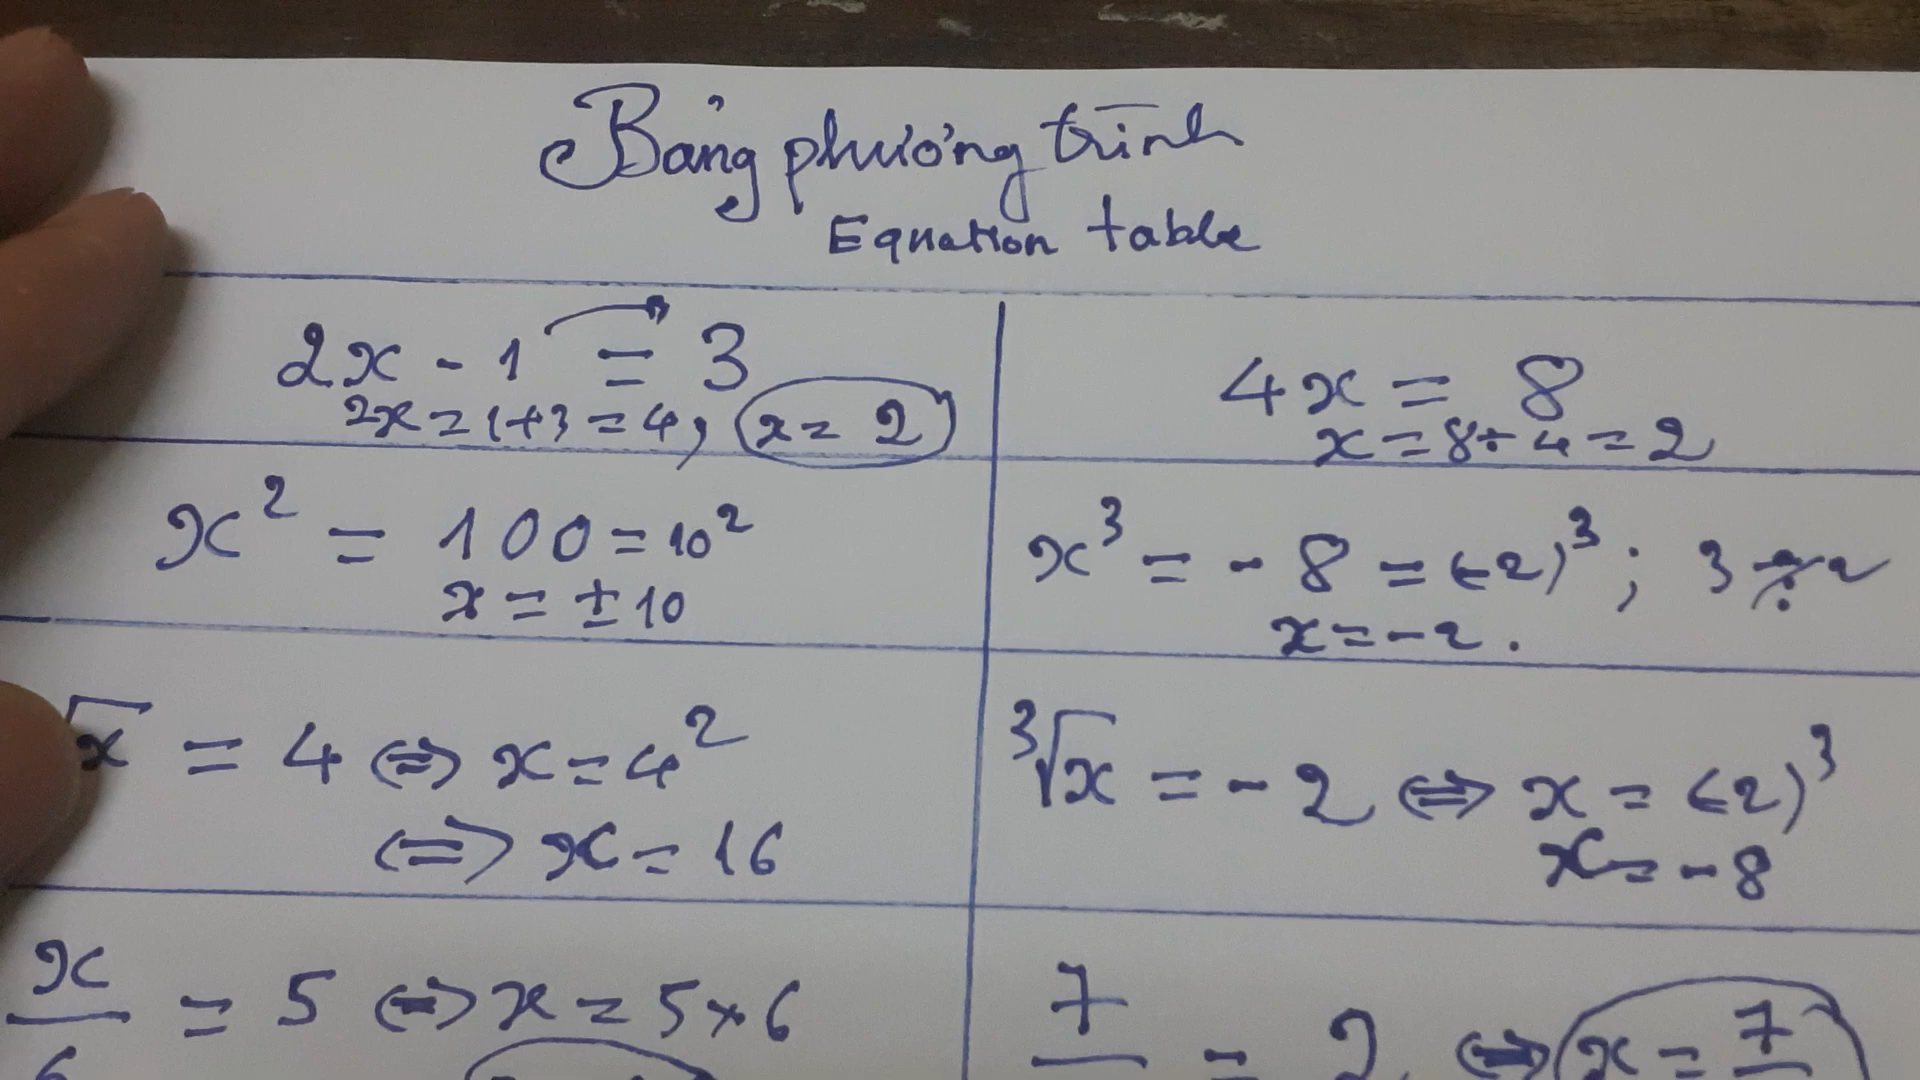 Bảng phương trình
Equation table
2x - 1 = 3
2x = 1+3 = 4, x = 2
4x = 8
x = 8÷4 = 2
x² = 100 = 10²
x = ±10
x³ = -8 = (-2)³; 3
x = -2.
√x = 4 ⇔ x = 4²
⇔ x = 16
³√x = -2 ⇔ x = (-2)³
x = -8
x/6 = 5 ⇔ x = 5×6
7 = 2 ⇔ x = 7